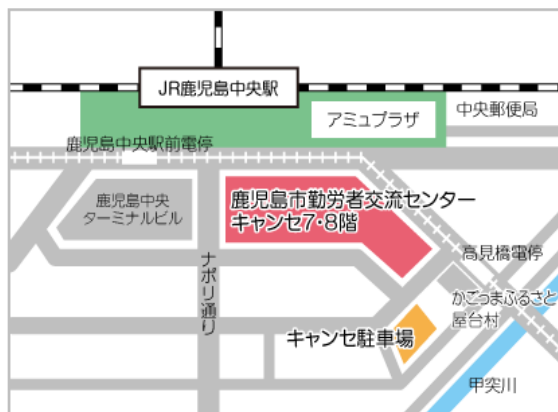 JR鹿児島中央駅
アミュプラザ
中央郵便局
鹿児島中央駅前電停
鹿児島中央
ターミナルビル
鹿児島市勤労者交流センター
キャンセ7・8階
高見橋電停
ナポリ通り
かごっまふるさと
屋台村
キャンセ駐車場
甲突川